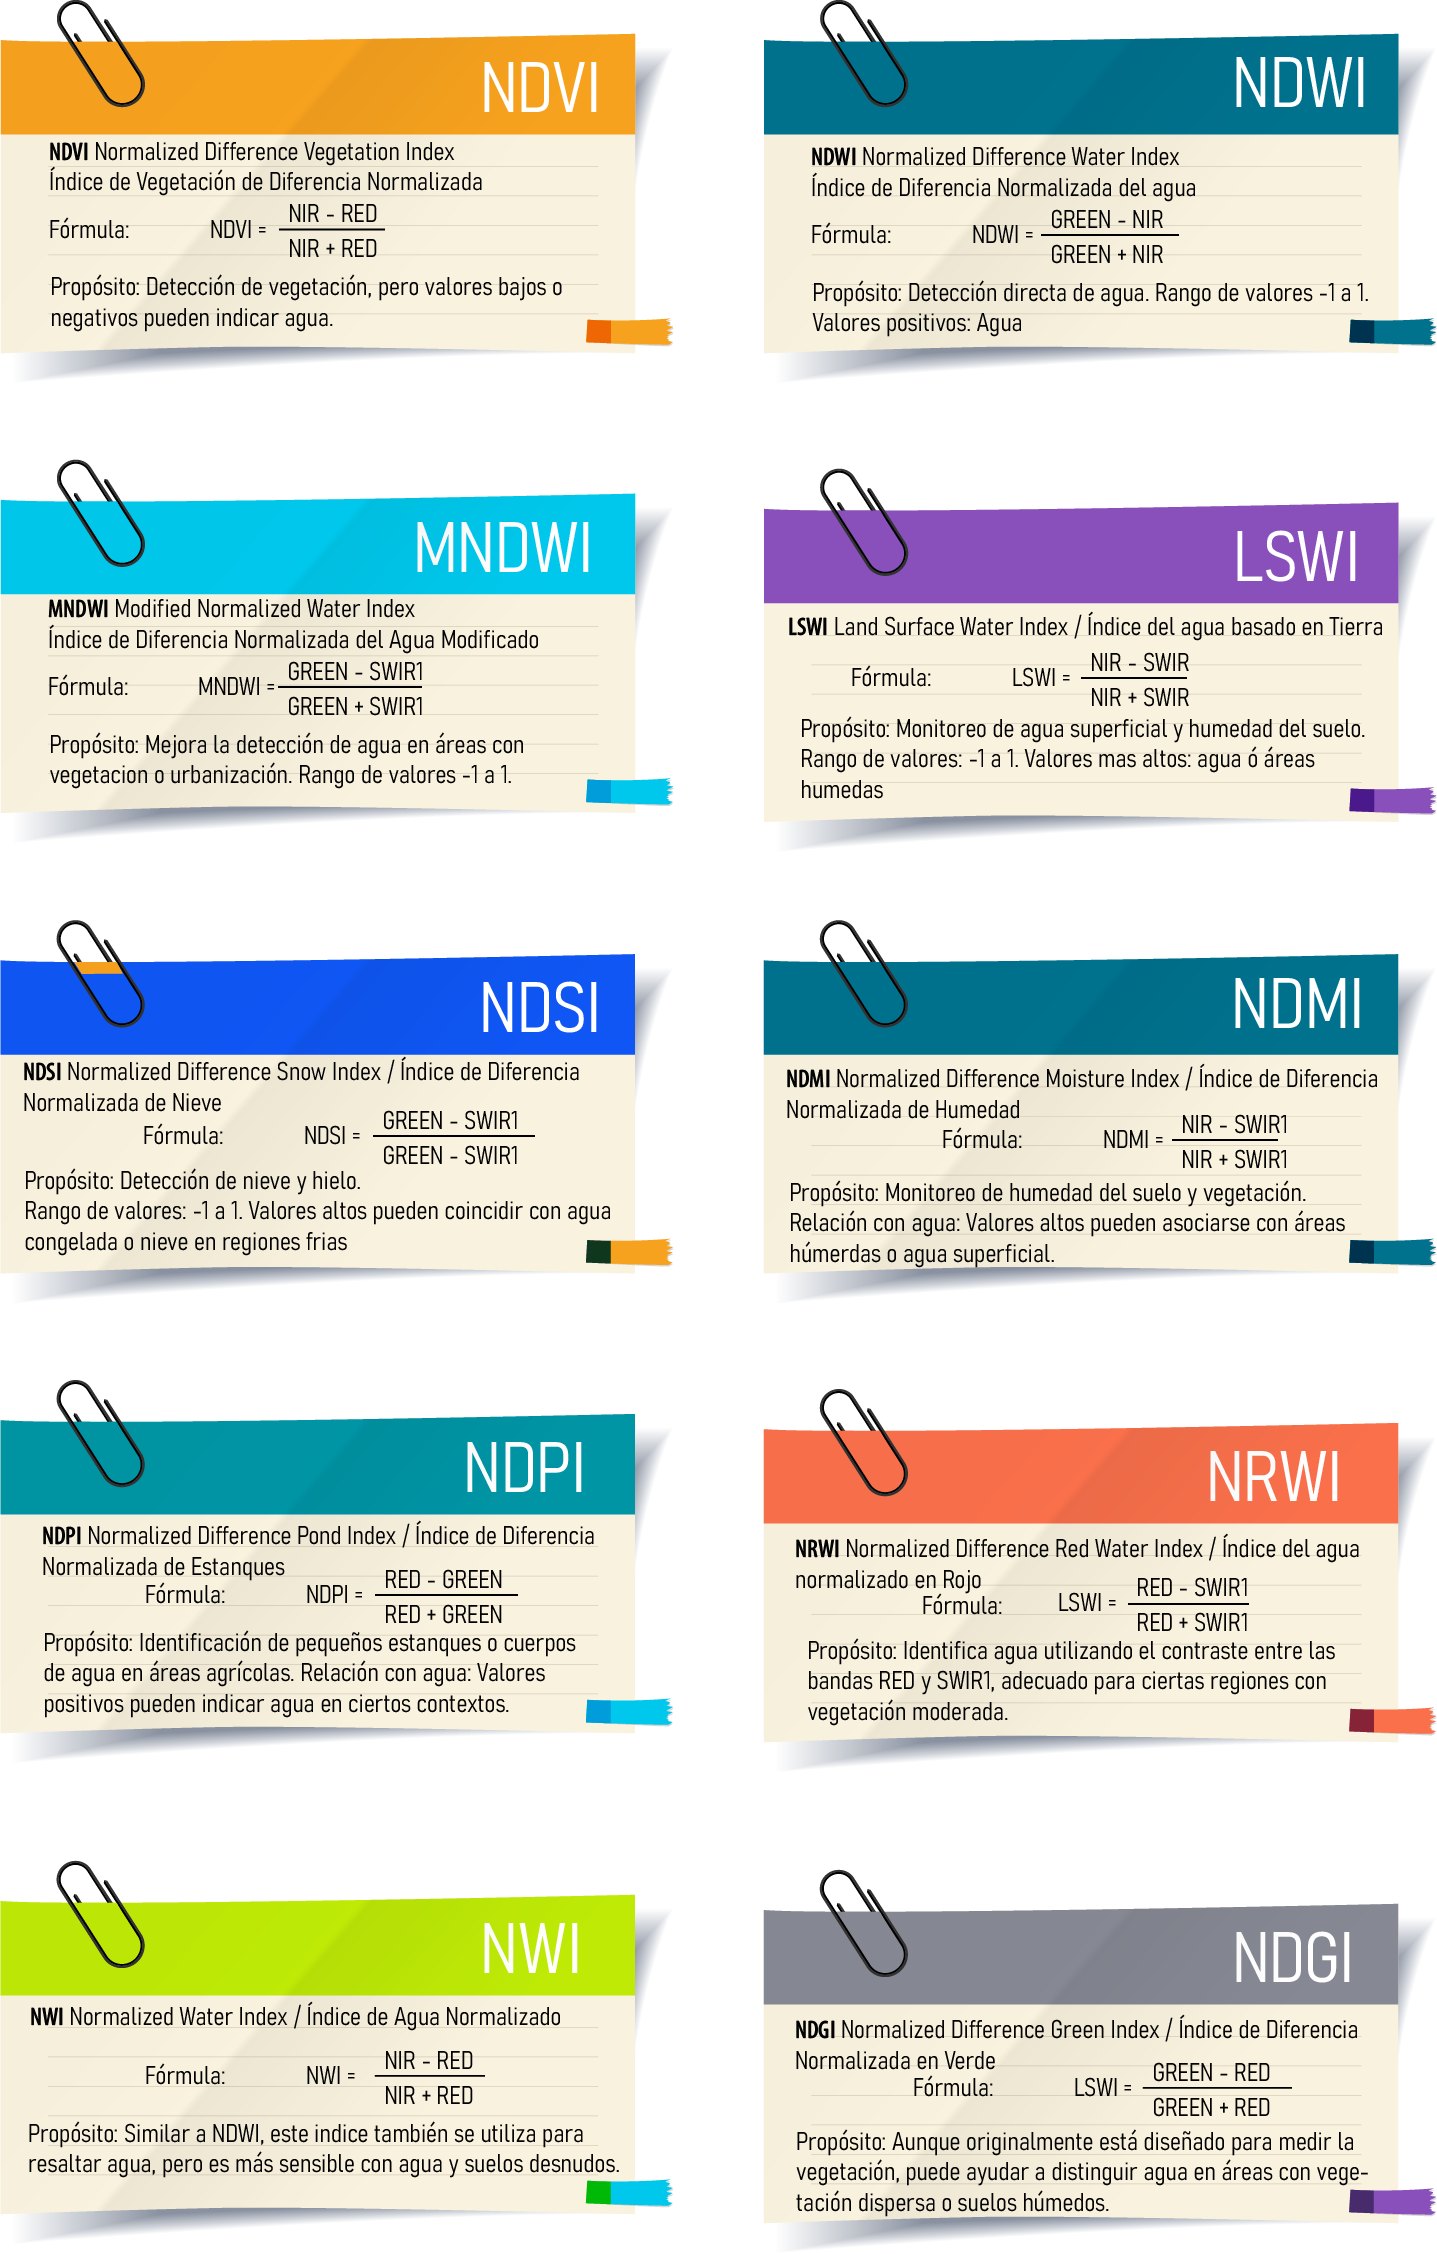 NDVI
NDVI Normalized Difference Vegetation Index
Índice de Vegetación de Diferencia Normalizada
NIR - RED
Fórmula: NDVI =
NIR + RED
Propósito: Detección de vegetación, pero valores bajos o
negativos pueden indicar agua.
NDWI
NDWI Normalized Difference Water Index
Índice de Diferencia Normalizada del agua
GREEN - NIR
Fórmula: NDWI =
GREEN + NIR
Propósito: Detección directa de agua. Rango de valores -1 a 1.
Valores positivos: Agua
MNDWI
MNDWI Modified Normalized Water Index
Índice de Diferencia Normalizada del Agua Modificado
GREEN - SWIR1
Fórmula: MNDWI =
GREEN + SWIR1
Propósito: Mejora la detección de agua en áreas con
vegetacion o urbanización. Rango de valores -1 a 1.
LSWI
LSWI Land Surface Water Index / Índice del agua basado en Tierra
NIR - SWIR
Fórmula: LSWI =
NIR + SWIR
Propósito: Monitoreo de agua superficial y humedad del suelo.
Rango de valores: -1 a 1. Valores mas altos: agua ó áreas
humedas
NDSI
NDSI Normalized Difference Snow Index / Índice de Diferencia
Normalizada de Nieve
GREEN - SWIR1
Fórmula: NDSI =
GREEN - SWIR1
Propósito: Detección de nieve y hielo.
Rango de valores: -1 a 1. Valores altos pueden coincidir con agua
congelada o nieve en regiones frias
NDMI
NDMI Normalized Difference Moisture Index / Índice de Diferencia
Normalizada de Humedad
NIR - SWIR1
Fórmula: NDMI =
NIR + SWIR1
Propósito: Monitoreo de humedad del suelo y vegetación.
Relación con agua: Valores altos pueden asociarse con áreas
húmerdas o agua superficial.
NDPI
NDPI Normalized Difference Pond Index / Índice de Diferencia
Normalizada de Estanques
RED - GREEN
Fórmula: NDPI =
RED + GREEN
Propósito: Identificación de pequeños estanques o cuerpos
de agua en áreas agrícolas. Relación con agua: Valores
positivos pueden indicar agua en ciertos contextos.
NRWI
NRWI Normalized Difference Red Water Index / Índice del agua
normalizado en Rojo
RED - SWIR1
Fórmula: LSWI =
RED + SWIR1
Propósito: Identifica agua utilizando el contraste entre las
bandas RED y SWIR1, adecuado para ciertas regiones con
vegetación moderada.
NWI
NWI Normalized Water Index / Índice de Agua Normalizado
NIR - RED
Fórmula: NWI =
NIR + RED
Propósito: Similar a NDWI, este indice también se utiliza para
resaltar agua, pero es más sensible con agua y suelos desnudos.
NDGI
NDGI Normalized Difference Green Index / Índice de Diferencia
Normalizada en Verde
GREEN - RED
Fórmula: LSWI =
GREEN + RED
Propósito: Aunque originalmente está diseñado para medir la
vegetación, puede ayudar a distinguir agua en áreas con vege-
tación dispersa o suelos húmedos.